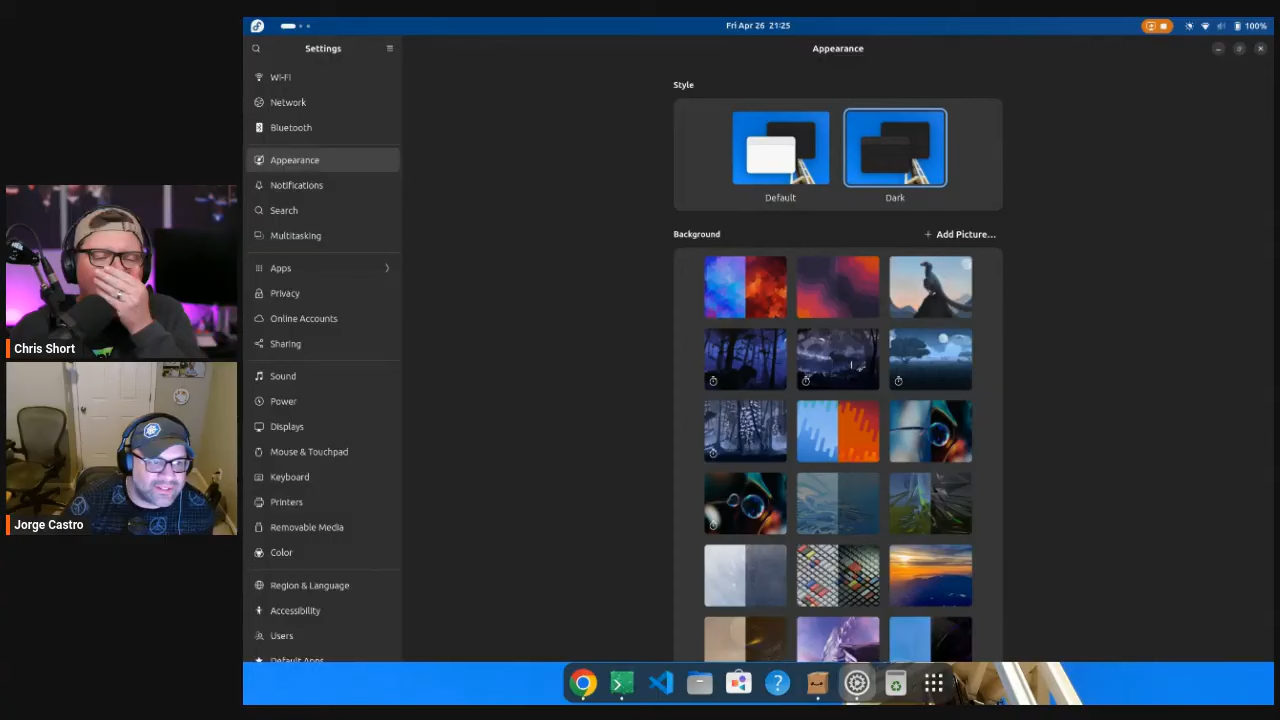 Fri Apr 26 21:25
100%
Settings
Appearance
Wi-Fi
Network
Bluetooth
Appearance
Notifications
Search
Multitasking
Apps
Privacy
Online Accounts
Sharing
Sound
Power
Displays
Mouse & Touchpad
Keyboard
Printers
Removable Media
Color
Region & Language
Accessibility
Users
Default Apps
Style
Default
Dark
Background
Add Picture...
Chris Short
Jorge Castro